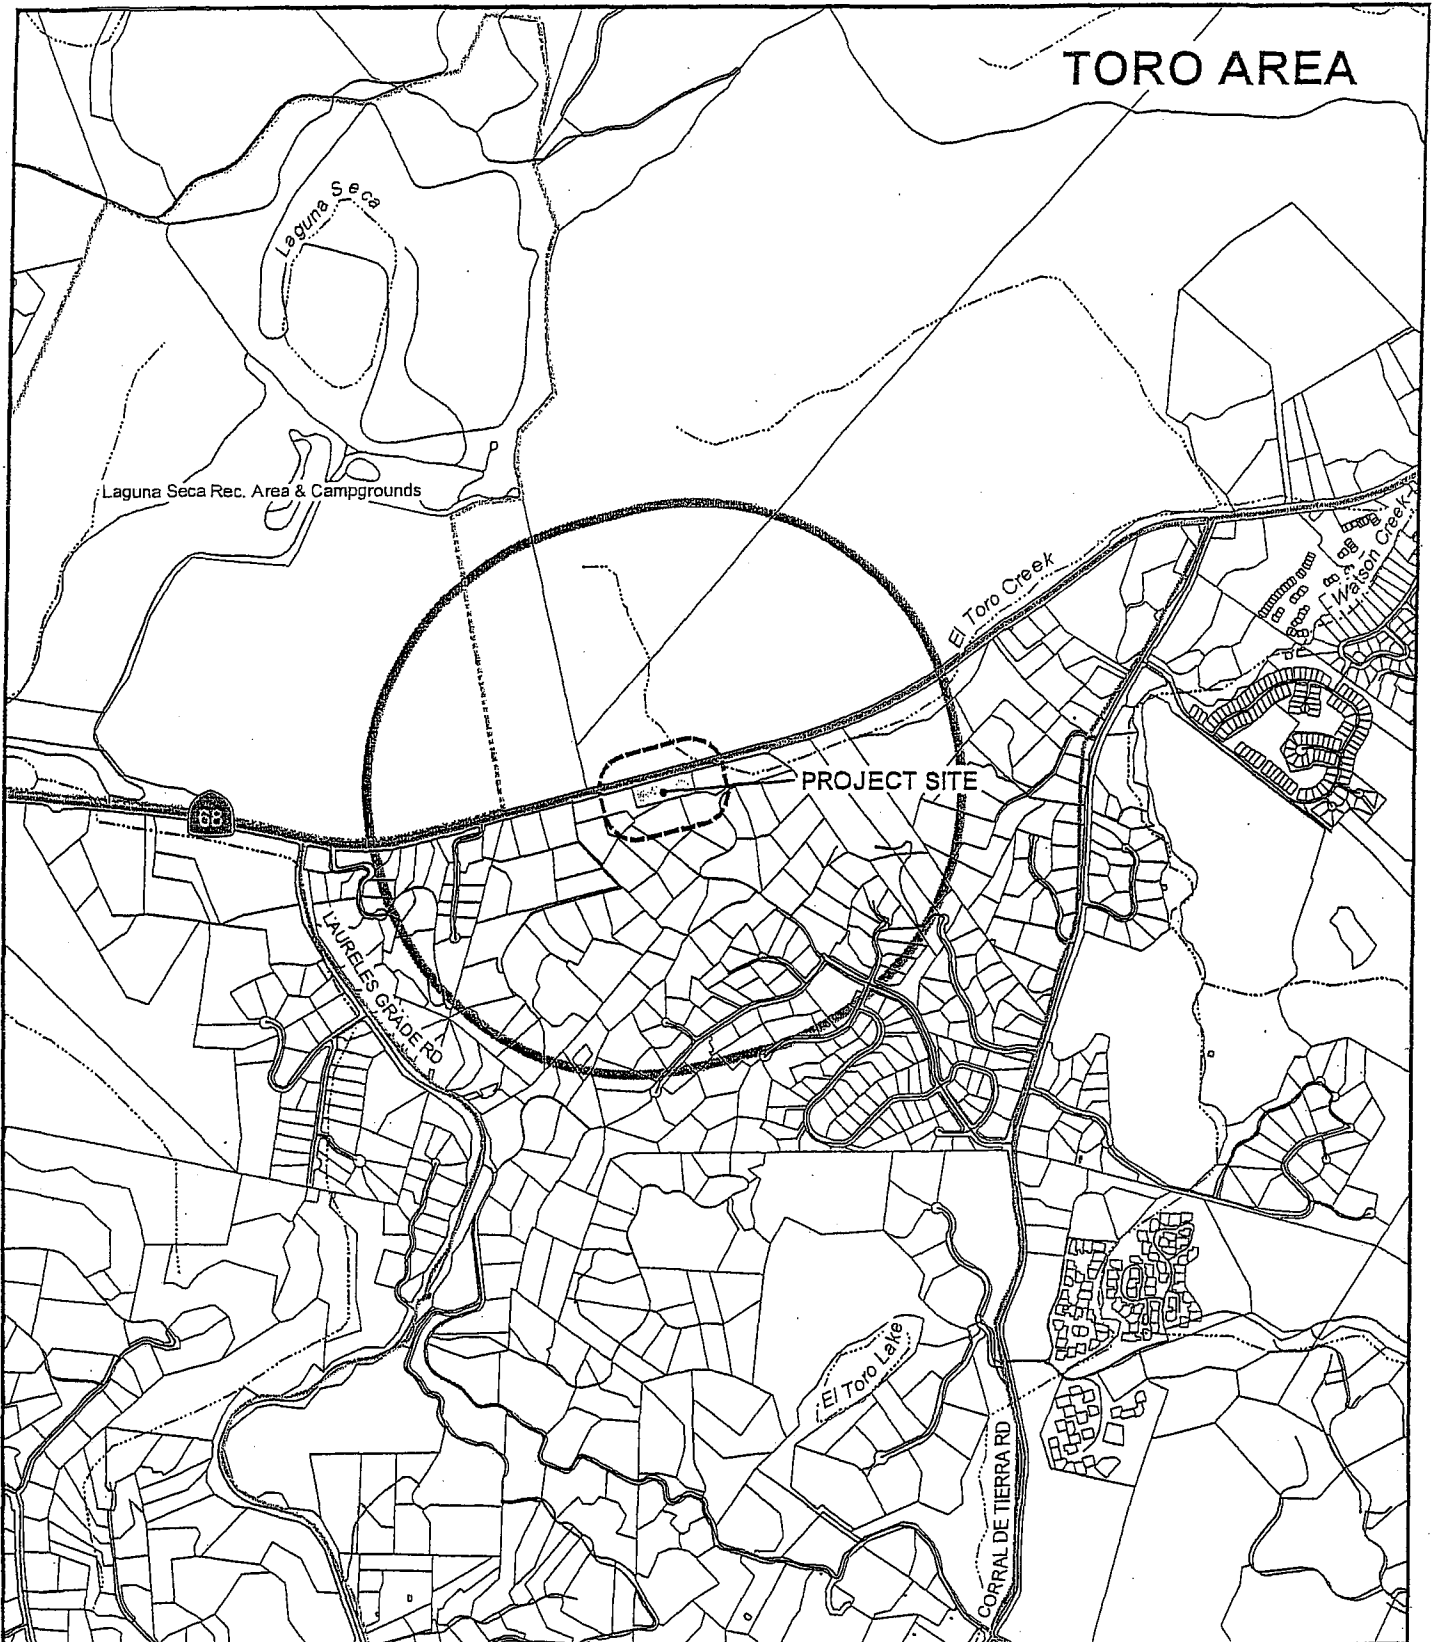 TORO AREA
Laguna Seca
Laguna Seca Rec. Area & Campgrounds
Watson Creek
El Toro Creek
PROJECT SITE
68
LAURELES GRADE RD
El Toro Lake
CORRAL DE TIERRA RD